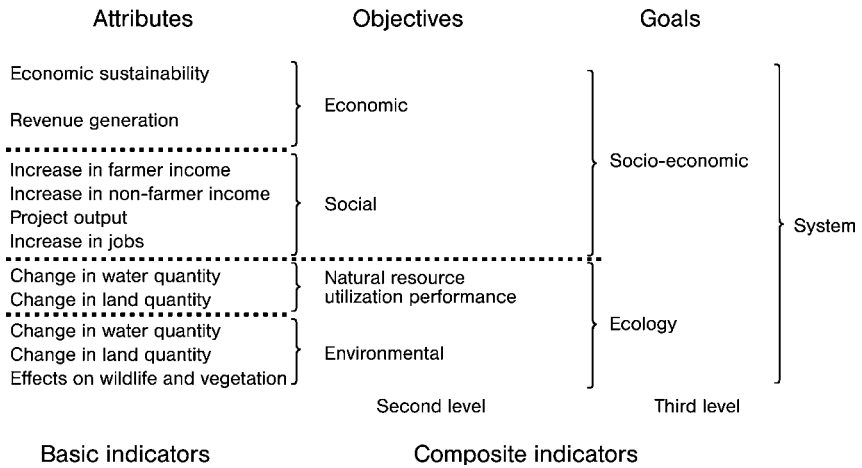 Attributes Objectives Goals
Economic sustainability
Economic
Revenue generation
Increase in farmer income
Socio-economic
Increase in non-farmer income
Social
Project output
System
Increase in jobs
Change in water quantity
Natural resource
Change in land quantity
utilization performance
Change in water quantity
Ecology
Change in land quantity
Environmental
Effects on wildlife and vegetation
Second level Third level
Basic indicators Composite indicators